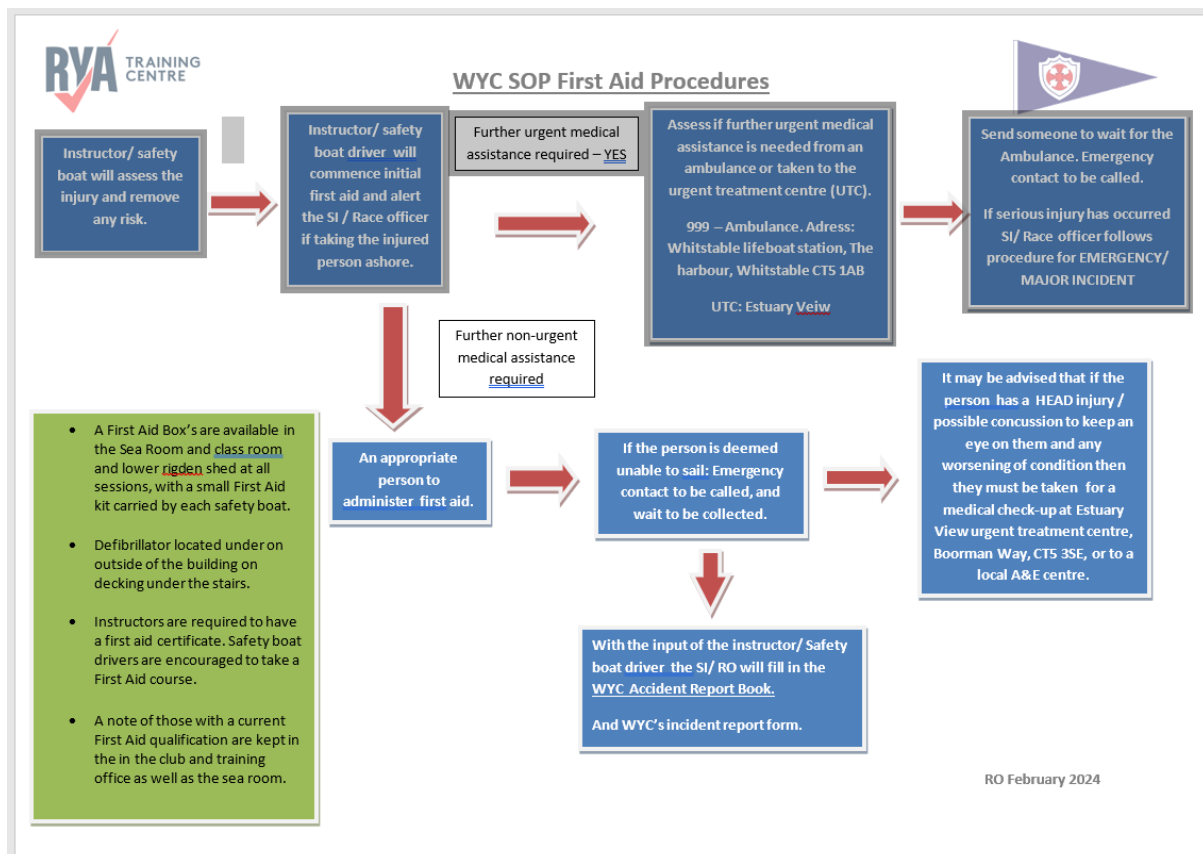 RYA TRAINING
CENTRE
WYC SOP First Aid Procedures
Instructor/ safety
boat will assess the
injury and remove
any risk.
Instructor/ safety
boat driver will
commence initial
first aid and alert
the SI / Race officer
if taking the injured
person ashore.
Further urgent medical
assistance required – YES
Assess if further urgent medical
assistance is needed from an
ambulance or taken to the
urgent treatment centre (UTC).
999 – Ambulance. Adress:
Whitstable lifeboat station, The
harbour, Whitstable CT5 1AB
UTC: Estuary Veiw
Send someone to wait for the
Ambulance. Emergency
contact to be called.
If serious injury has occurred
SI/ Race officer follows
procedure for EMERGENCY/
MAJOR INCIDENT
Further non-urgent
medical assistance
required
An appropriate
person to
administer first aid.
If the person is deemed
unable to sail: Emergency
contact to be called, and
wait to be collected.
It may be advised that if the
person has a HEAD injury /
possible concussion to keep an
eye on them and any
worsening of condition then
they must be taken for a
medical check-up at Estuary
View urgent treatment centre,
Boorman Way, CT5 3SE, or to a
local A&E centre.
With the input of the instructor/ Safety
boat driver the SI/ RO will fill in the
WYC Accident Report Book.
And WYC's incident report form.
• A First Aid Box's are available in
the Sea Room and class room
and lower rigden shed at all
sessions, with a small First Aid
kit carried by each safety boat.
• Defibrillator located under on
outside of the building on
decking under the stairs.
• Instructors are required to have
a first aid certificate. Safety boat
drivers are encouraged to take a
First Aid course.
• A note of those with a current
First Aid qualification are kept in
the in the club and training
office as well as the sea room.
RO February 2024